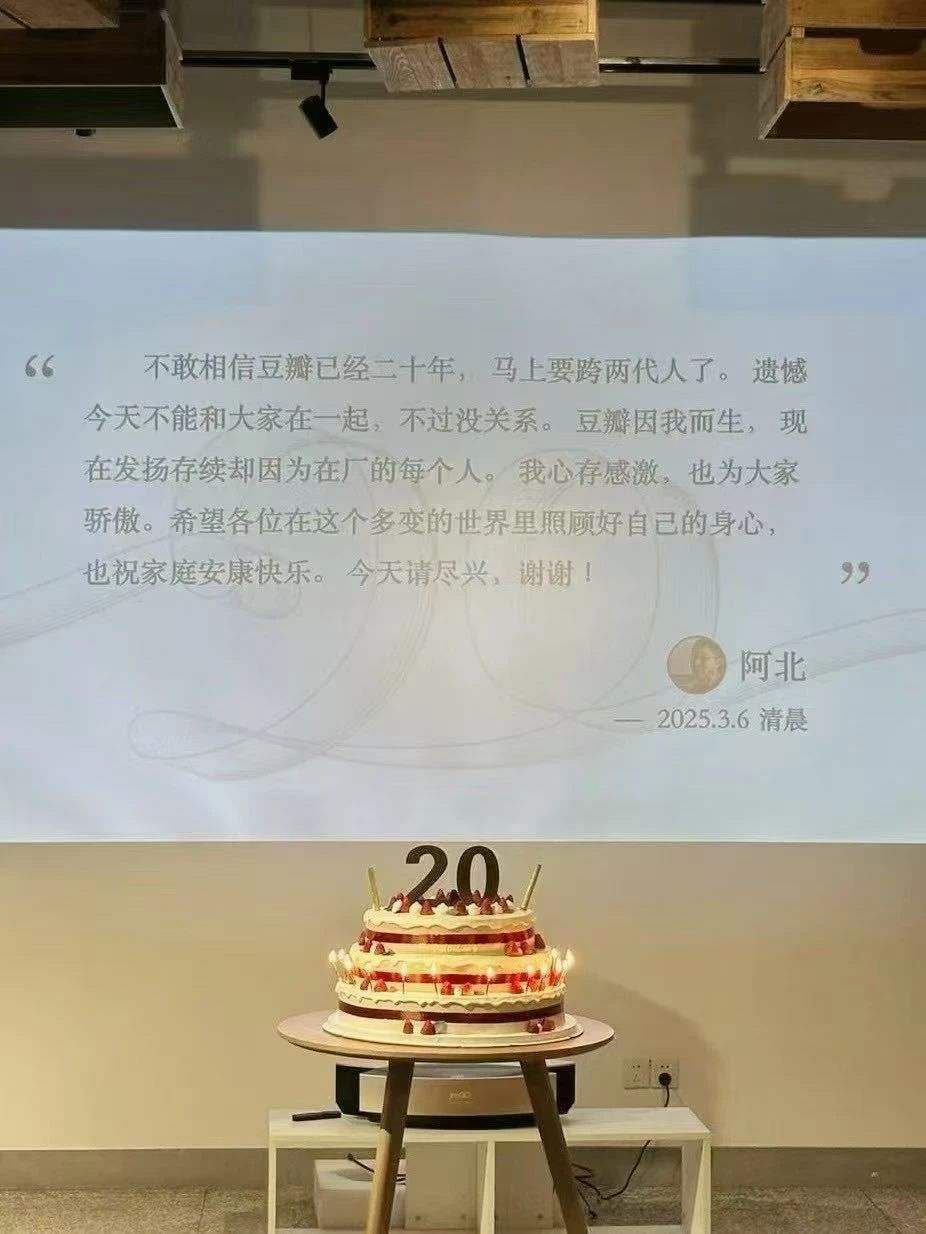 “ 不敢相信豆瓣已经二十年，马上要跨两代人了。遗憾
今天不能和大家在一起，不过没关系。豆瓣因我而生，现
在发扬存续却因为在厂的每个人。我心存感激，也为大家
骄傲。希望各位在这个多变的世界里照顾好自己的身心，
也祝家庭安康快乐。今天请尽兴，谢谢！ ”
阿北
— 2025.3.6 清晨
20